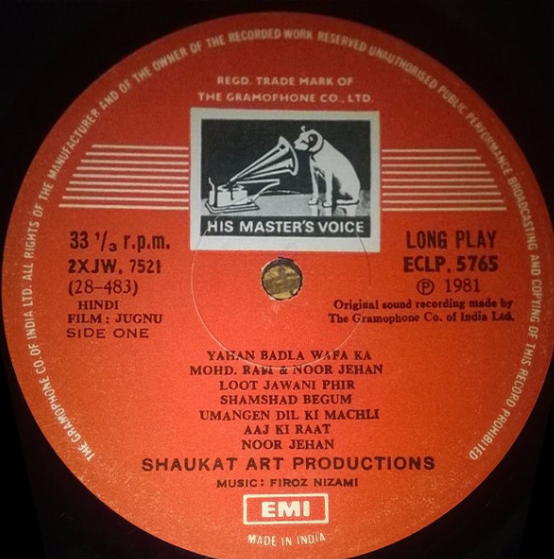 THE GRAMOPHONE CO. OF INDIA LTD. ALL RIGHTS OF THE MANUFACTURER AND OF THE OWNER OF THE RECORDED WORK RESERVED UNAUTHORISED PUBLIC PERFORMANCE BROADCASTING AND COPYING OF THIS RECORD PROHIBITED
REGD. TRADE MARK OF
THE GRAMOPHONE CO., LTD.
HIS MASTER'S VOICE
33 1/3 r.p.m.
2XJW. 7521
(28-483)
HINDI
FILM : JUGNU
SIDE ONE
LONG PLAY
ECLP. 5765
Ⓟ 1981
Original sound recording made by
The Gramophone Co. of India Ltd.
YAHAN BADLA WAFA KA
MOHD. RAFI & NOOR JEHAN
LOOT JAWANI PHIR
SHAMSHAD BEGUM
UMANGEN DIL KI MACHLI
AAJ KI RAAT
NOOR JEHAN
SHAUKAT ART PRODUCTIONS
MUSIC : FIROZ NIZAMI
EMI
MADE IN INDIA